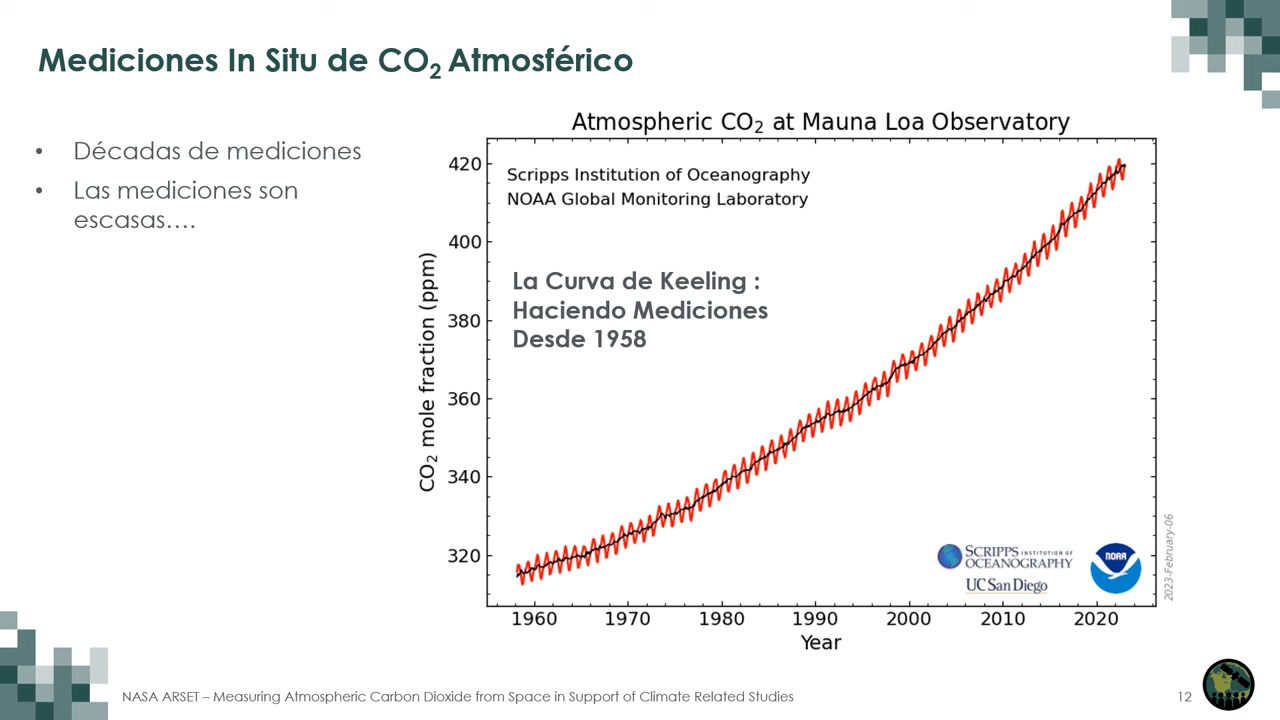 Mediciones In Situ de CO₂ Atmosférico
• Décadas de mediciones
• Las mediciones son
escasas....
Atmospheric CO₂ at Mauna Loa Observatory
Scripps Institution of Oceanography
NOAA Global Monitoring Laboratory
La Curva de Keeling :
Haciendo Mediciones
Desde 1958
CO₂ mole fraction (ppm)
420
400
380
360
340
320
SCRIPPS INSTITUTION OF
OCEANOGRAPHY
UC San Diego
NOAA
2023-February-06
1960 1970 1980 1990 2000 2010 2020
Year
NASA ARSET – Measuring Atmospheric Carbon Dioxide from Space in Support of Climate Related Studies
12